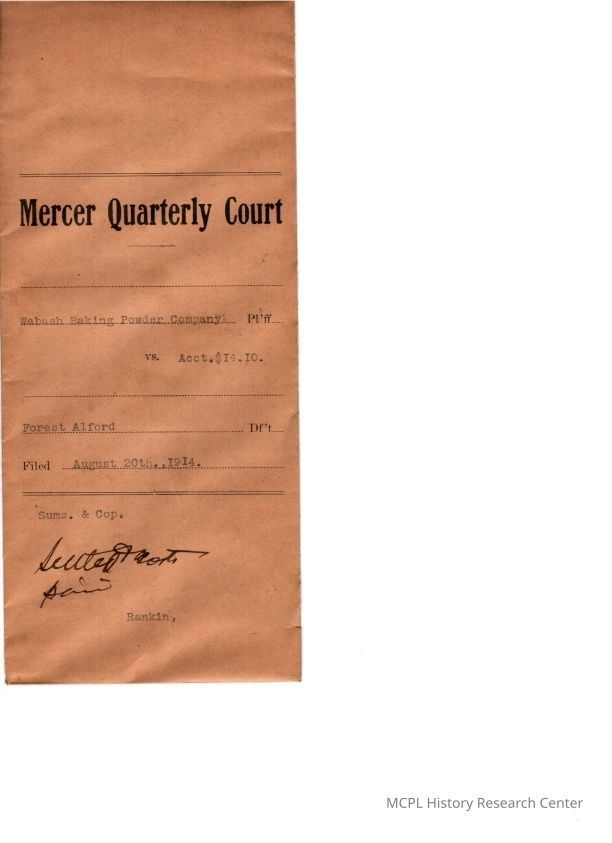 Mercer Quarterly Court
Wabash Baking Powder Company. Pl'ff
vs. Acct.$14.10.
Forest Alford Df't
Filed August 20th.,1914.
Sums. & Cop.
Settled & costs
paid
Rankin,
MCPL History Research Center